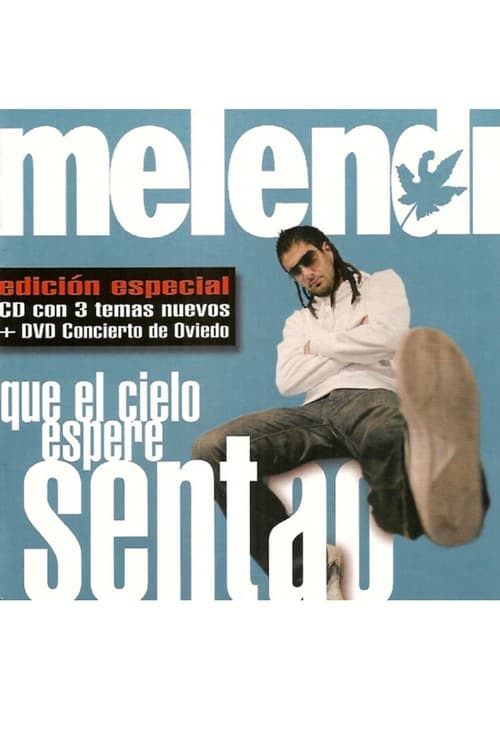 melendi
edición especial
CD con 3 temas nuevos
+ DVD Concierto de Oviedo
que el cielo
espere
sentao